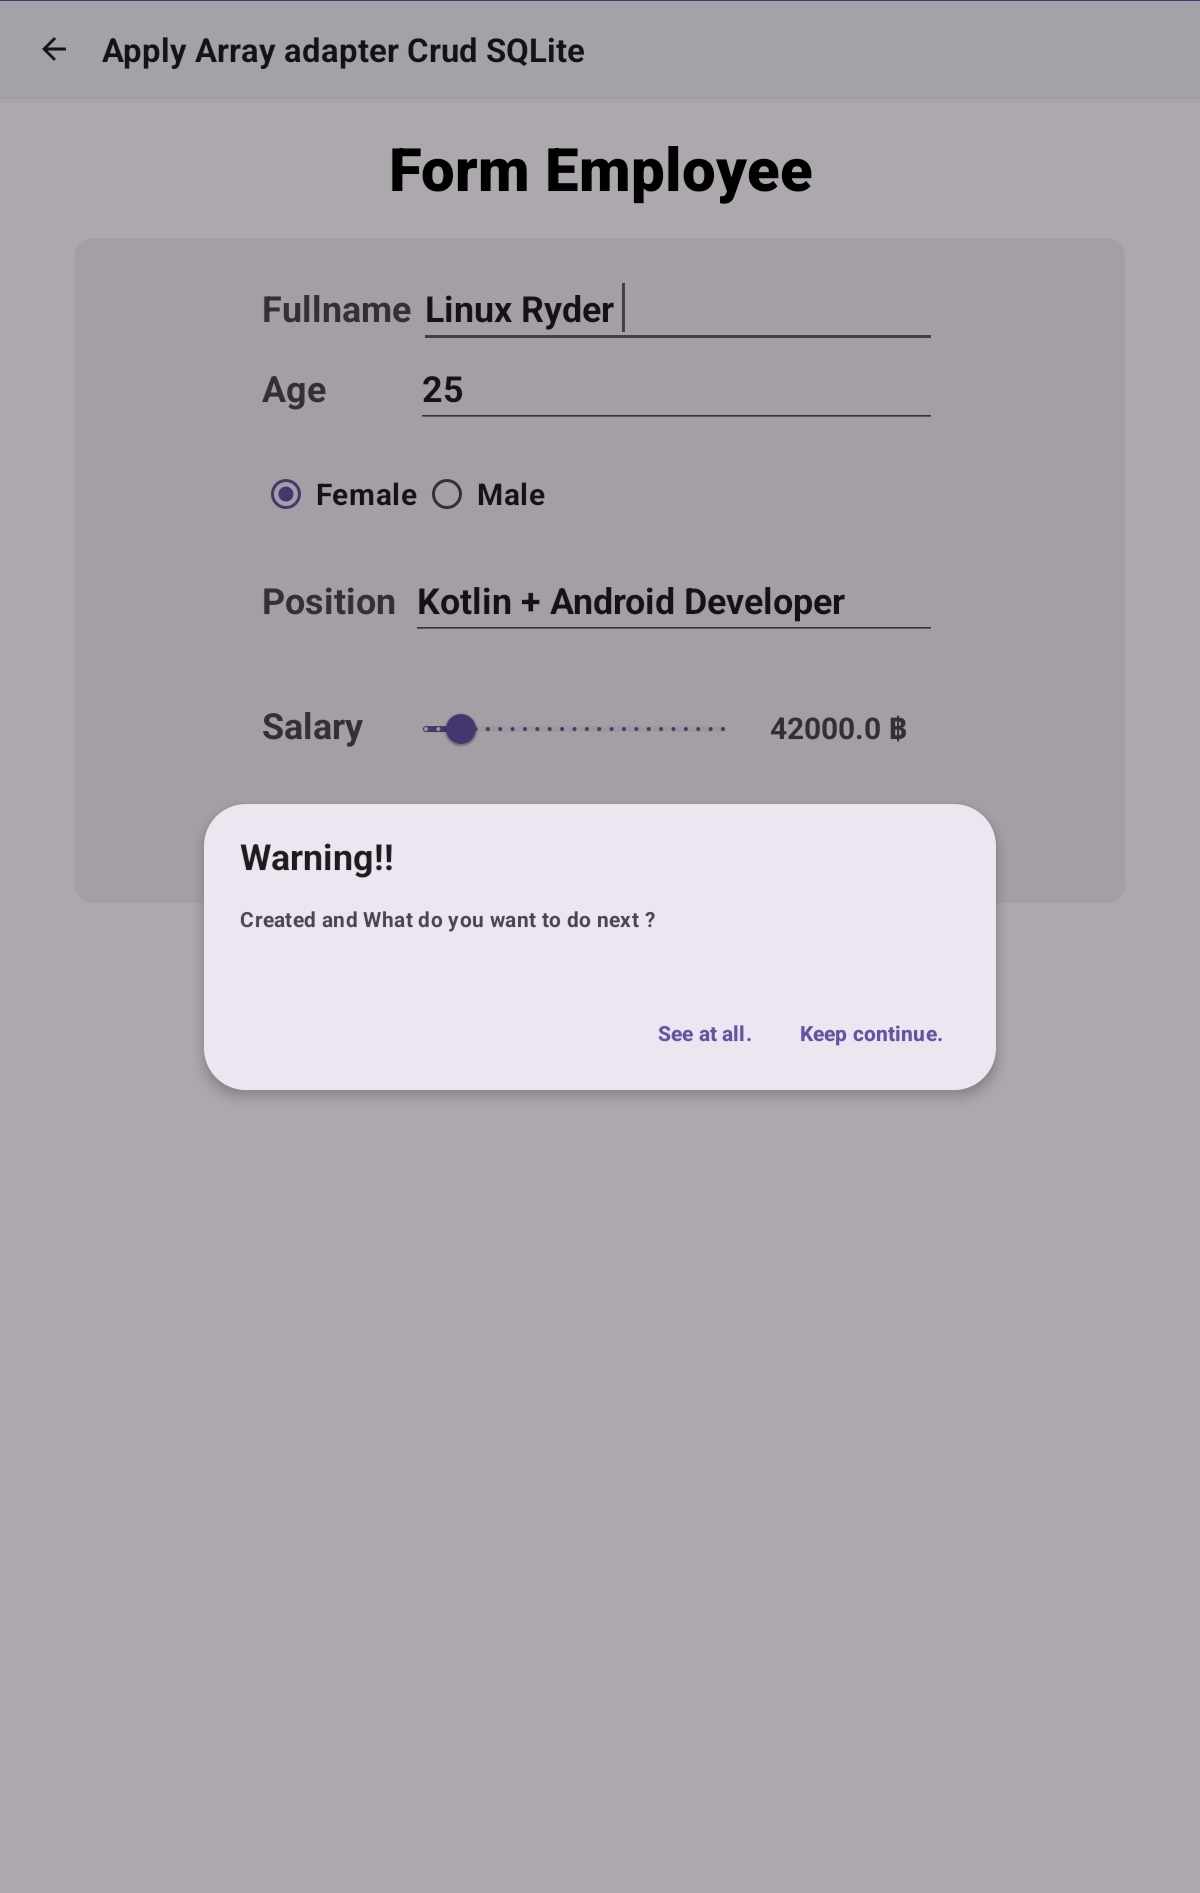 Apply Array adapter Crud SQLite
Form Employee
Fullname Linux Ryder
Age 25
Female Male
Position Kotlin + Android Developer
Salary 42000.0 ฿
Warning!!
Created and What do you want to do next ?
See at all. Keep continue.